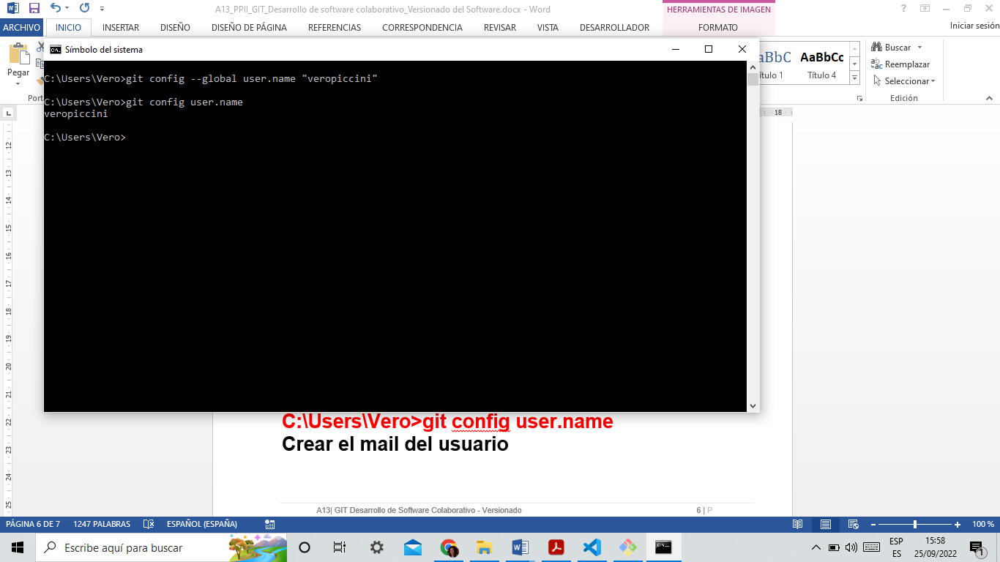 A13_PPII_GIT_Desarrollo de software colaborativo_Versionado del Software.docx - Word
HERRAMIENTAS DE IMAGEN
ARCHIVO INICIO INSERTAR DISEÑO DISEÑO DE PÁGINA REFERENCIAS CORRESPONDENCIA REVISAR VISTA DESARROLLADOR FORMATO Iniciar sesión
Pegar
Porta
aBbC AaBbCc
ítulo 1 Título 4
Buscar
Reemplazar
Seleccionar
Edición
Símbolo del sistema
C:\Users\Vero>git config --global user.name "veropiccini"
C:\Users\Vero>git config user.name
veropiccini
C:\Users\Vero>
18
12
13
14
15
16
17
18
19
20
21
22
23
24
25
C:\Users\Vero>git config user.name
Crear el mail del usuario
A13| GIT Desarrollo de Software Colaborativo - Versionado 6 | P
PÁGINA 6 DE 7 1247 PALABRAS ESPAÑOL (ESPAÑA) 100 %
Escribe aquí para buscar
ESP
ES
15:58
25/09/2022
1